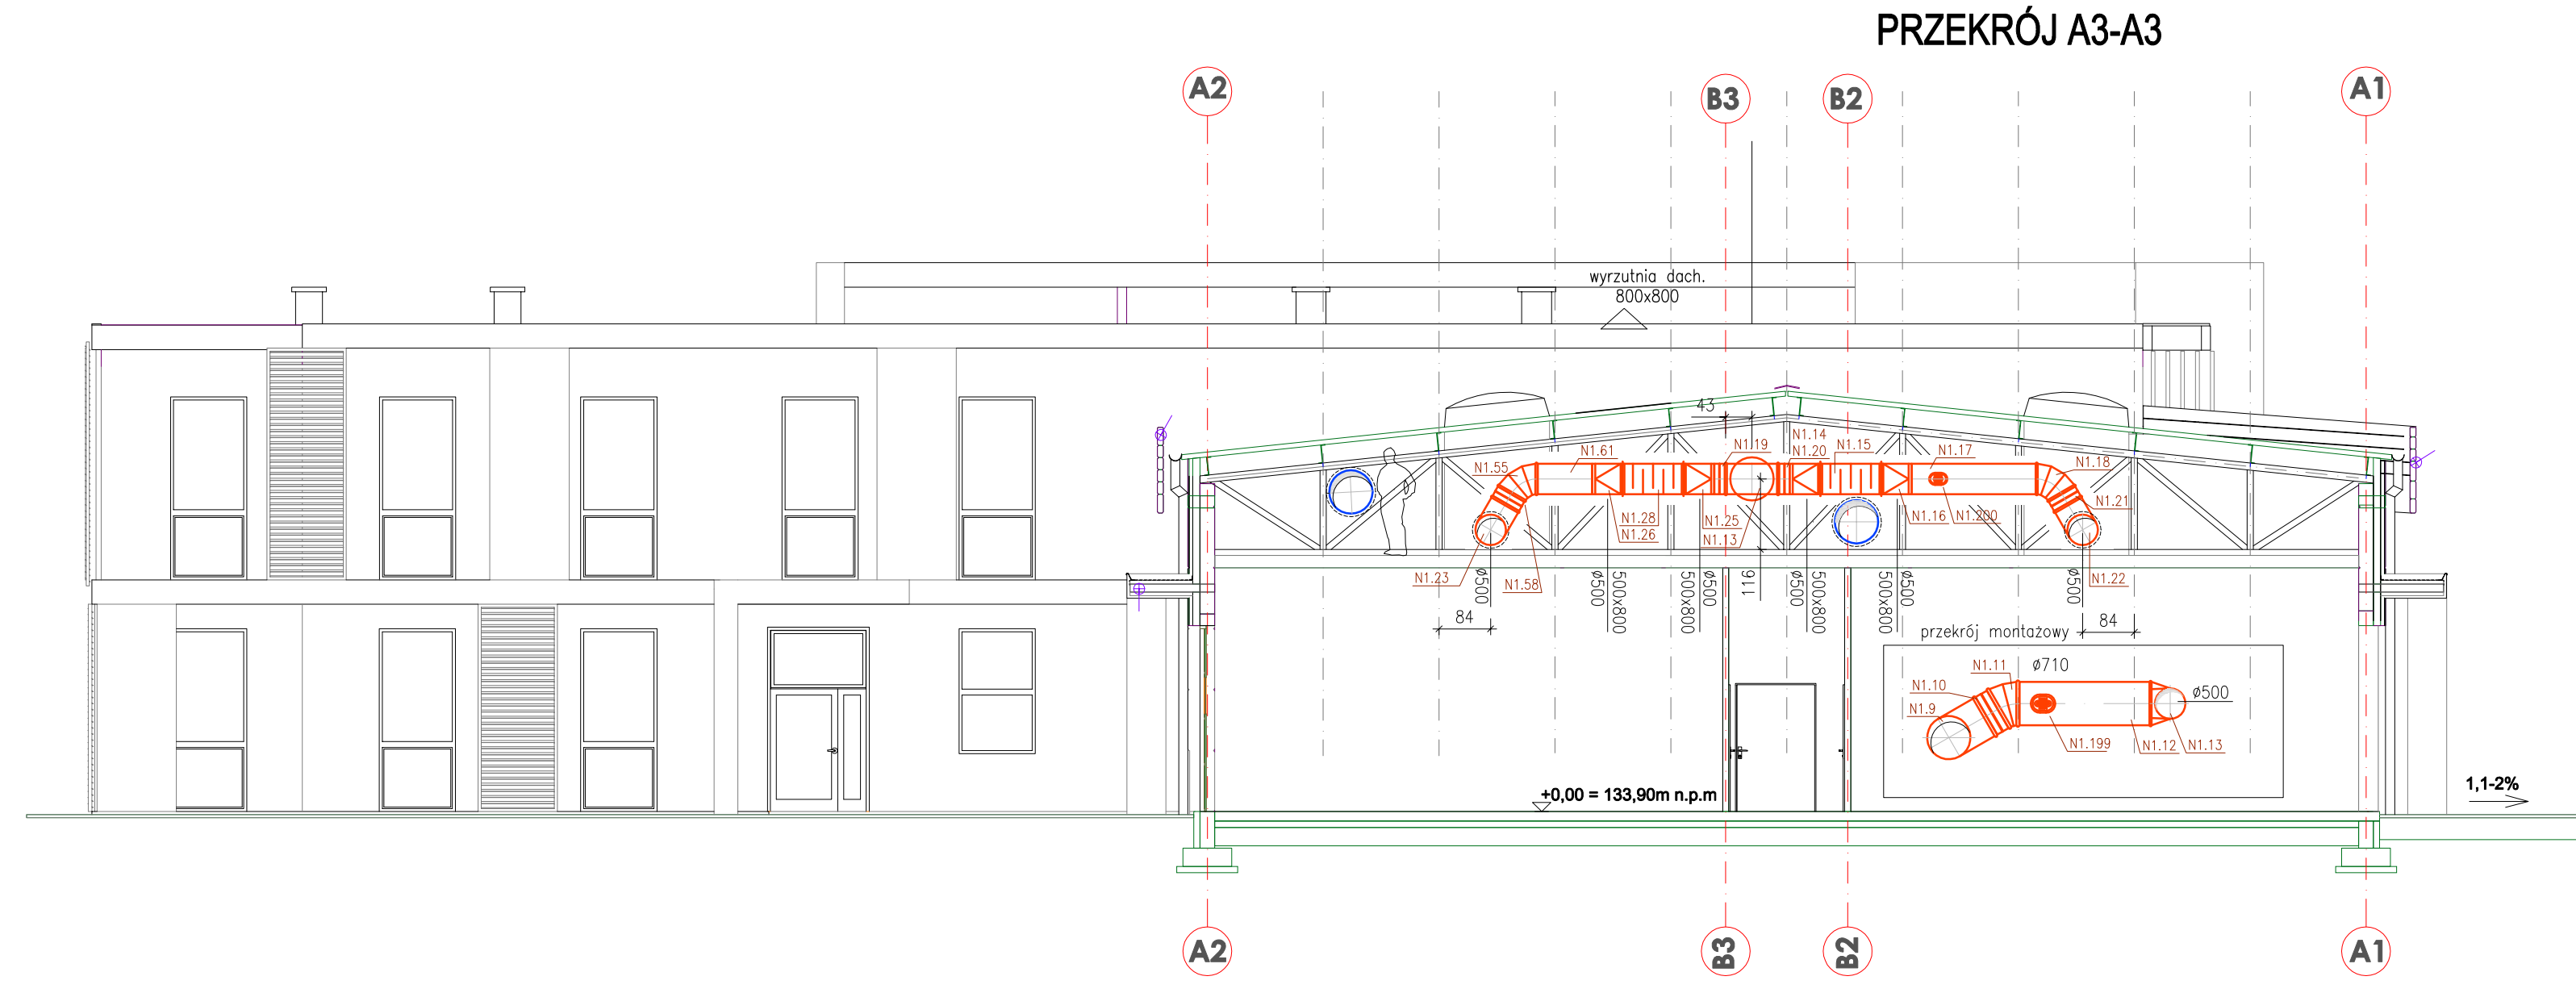 PRZEKRÓJ A3-A3
A2
B3
B2
A1
wyrzutnia dach.
800x800
43
N1.55
N1.61
N1.19
N1.14
N1.20
N1.15
N1.17
N1.18
N1.28
N1.26
N1.25
N1.13
N1.16
N1.200
N1.21
N1.23
N1.58
N1.22
ø500
ø500
500x800
500x800
ø500
116
ø500
500x800
500x800
ø500
ø500
84
84
przekrój montażowy
N1.11
ø710
N1.10
N1.9
ø500
N1.199
N1.12
N1.13
+0,00 = 133,90m n.p.m
1,1-2%
A2
B3
B2
A1